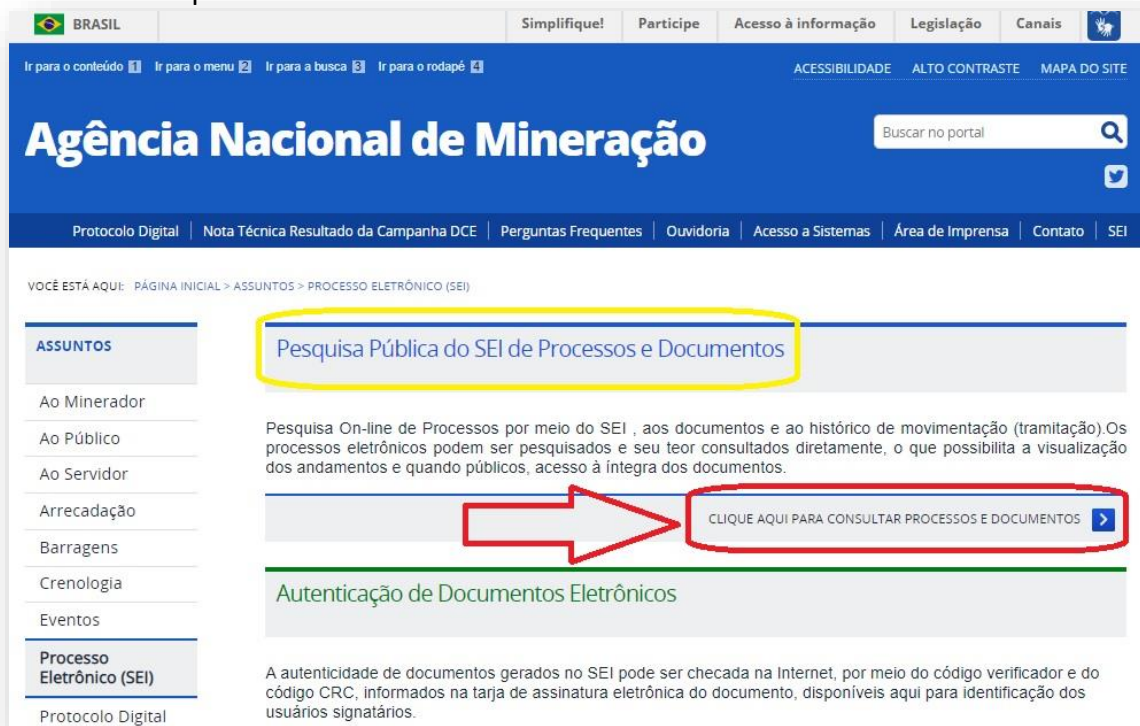 BRASIL Simplifique! Participe Acesso à informação Legislação Canais
Ir para o conteúdo 1 Ir para o menu 2 Ir para a busca 3 Ir para o rodapé 4 ACESSIBILIDADE ALTO CONTRASTE MAPA DO SITE
Agência Nacional de Mineração
Buscar no portal
Protocolo Digital | Nota Técnica Resultado da Campanha DCE | Perguntas Frequentes | Ouvidoria | Acesso a Sistemas | Área de Imprensa | Contato | SEI
VOCÊ ESTÁ AQUI: PÁGINA INICIAL > ASSUNTOS > PROCESSO ELETRÔNICO (SEI)
ASSUNTOS
Ao Minerador
Ao Público
Ao Servidor
Arrecadação
Barragens
Crenologia
Eventos
Processo
Eletrônico (SEI)
Protocolo Digital
Pesquisa Pública do SEI de Processos e Documentos
Pesquisa On-line de Processos por meio do SEI , aos documentos e ao histórico de movimentação (tramitação).Os
processos eletrônicos podem ser pesquisados e seu teor consultados diretamente, o que possibilita a visualização
dos andamentos e quando públicos, acesso à íntegra dos documentos.
CLIQUE AQUI PARA CONSULTAR PROCESSOS E DOCUMENTOS
Autenticação de Documentos Eletrônicos
A autenticidade de documentos gerados no SEI pode ser checada na Internet, por meio do código verificador e do
código CRC, informados na tarja de assinatura eletrônica do documento, disponíveis aqui para identificação dos
usuários signatários.